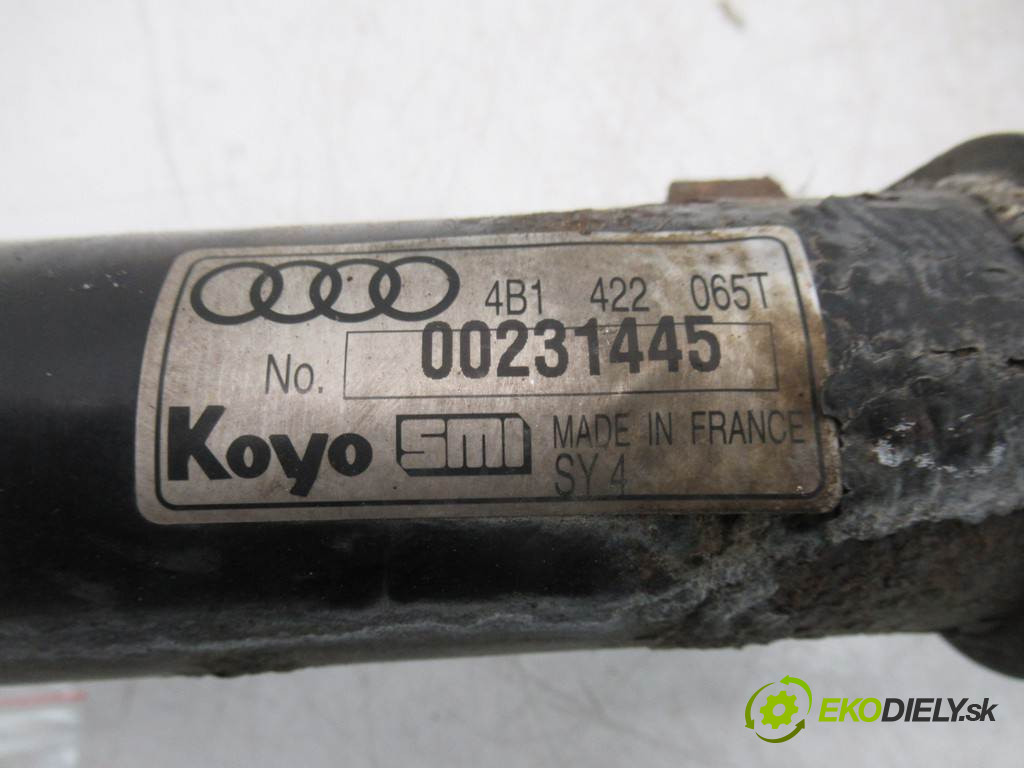 4B1 422 065T
No. 00231445
Koyo SMI MADE IN FRANCE
SY 4
EKODIELY.sk